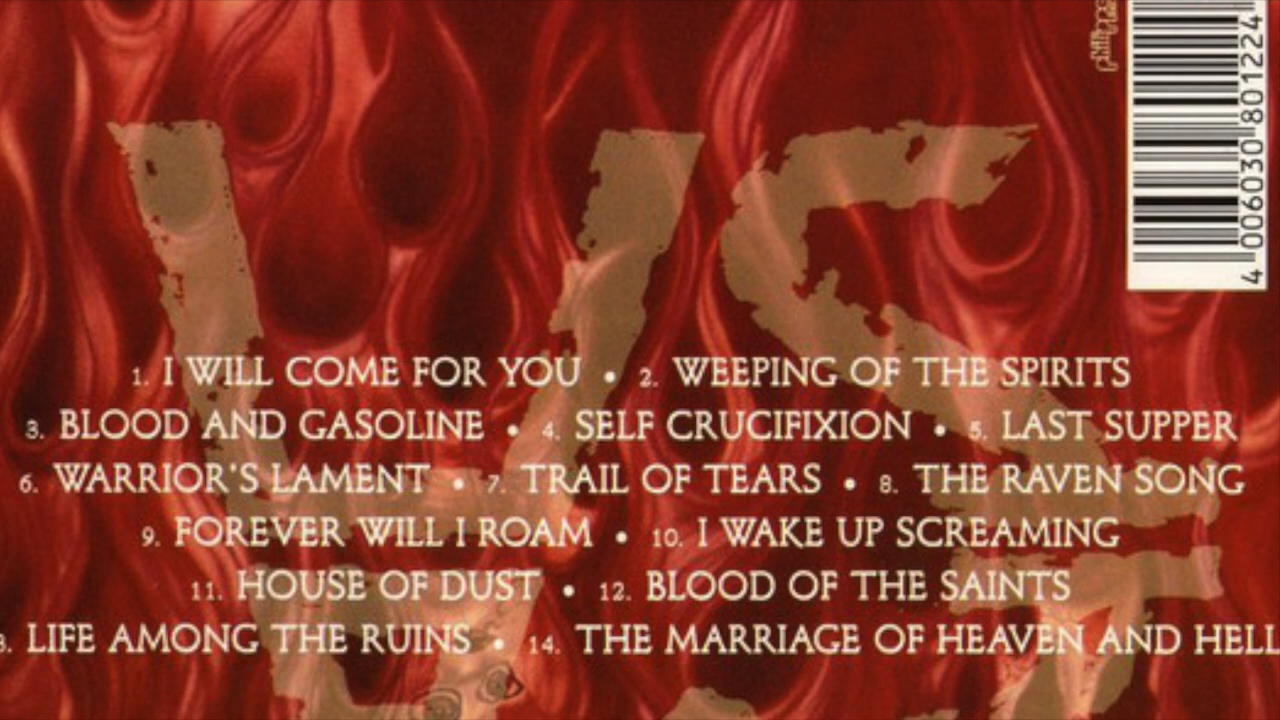 4 006030 801224
1. I WILL COME FOR YOU • 2. WEEPING OF THE SPIRITS
3. BLOOD AND GASOLINE • 4. SELF CRUCIFIXION • 5. LAST SUPPER
6. WARRIOR'S LAMENT • 7. TRAIL OF TEARS • 8. THE RAVEN SONG
9. FOREVER WILL I ROAM • 10. I WAKE UP SCREAMING
11. HOUSE OF DUST • 12. BLOOD OF THE SAINTS
3. LIFE AMONG THE RUINS • 14. THE MARRIAGE OF HEAVEN AND HELL